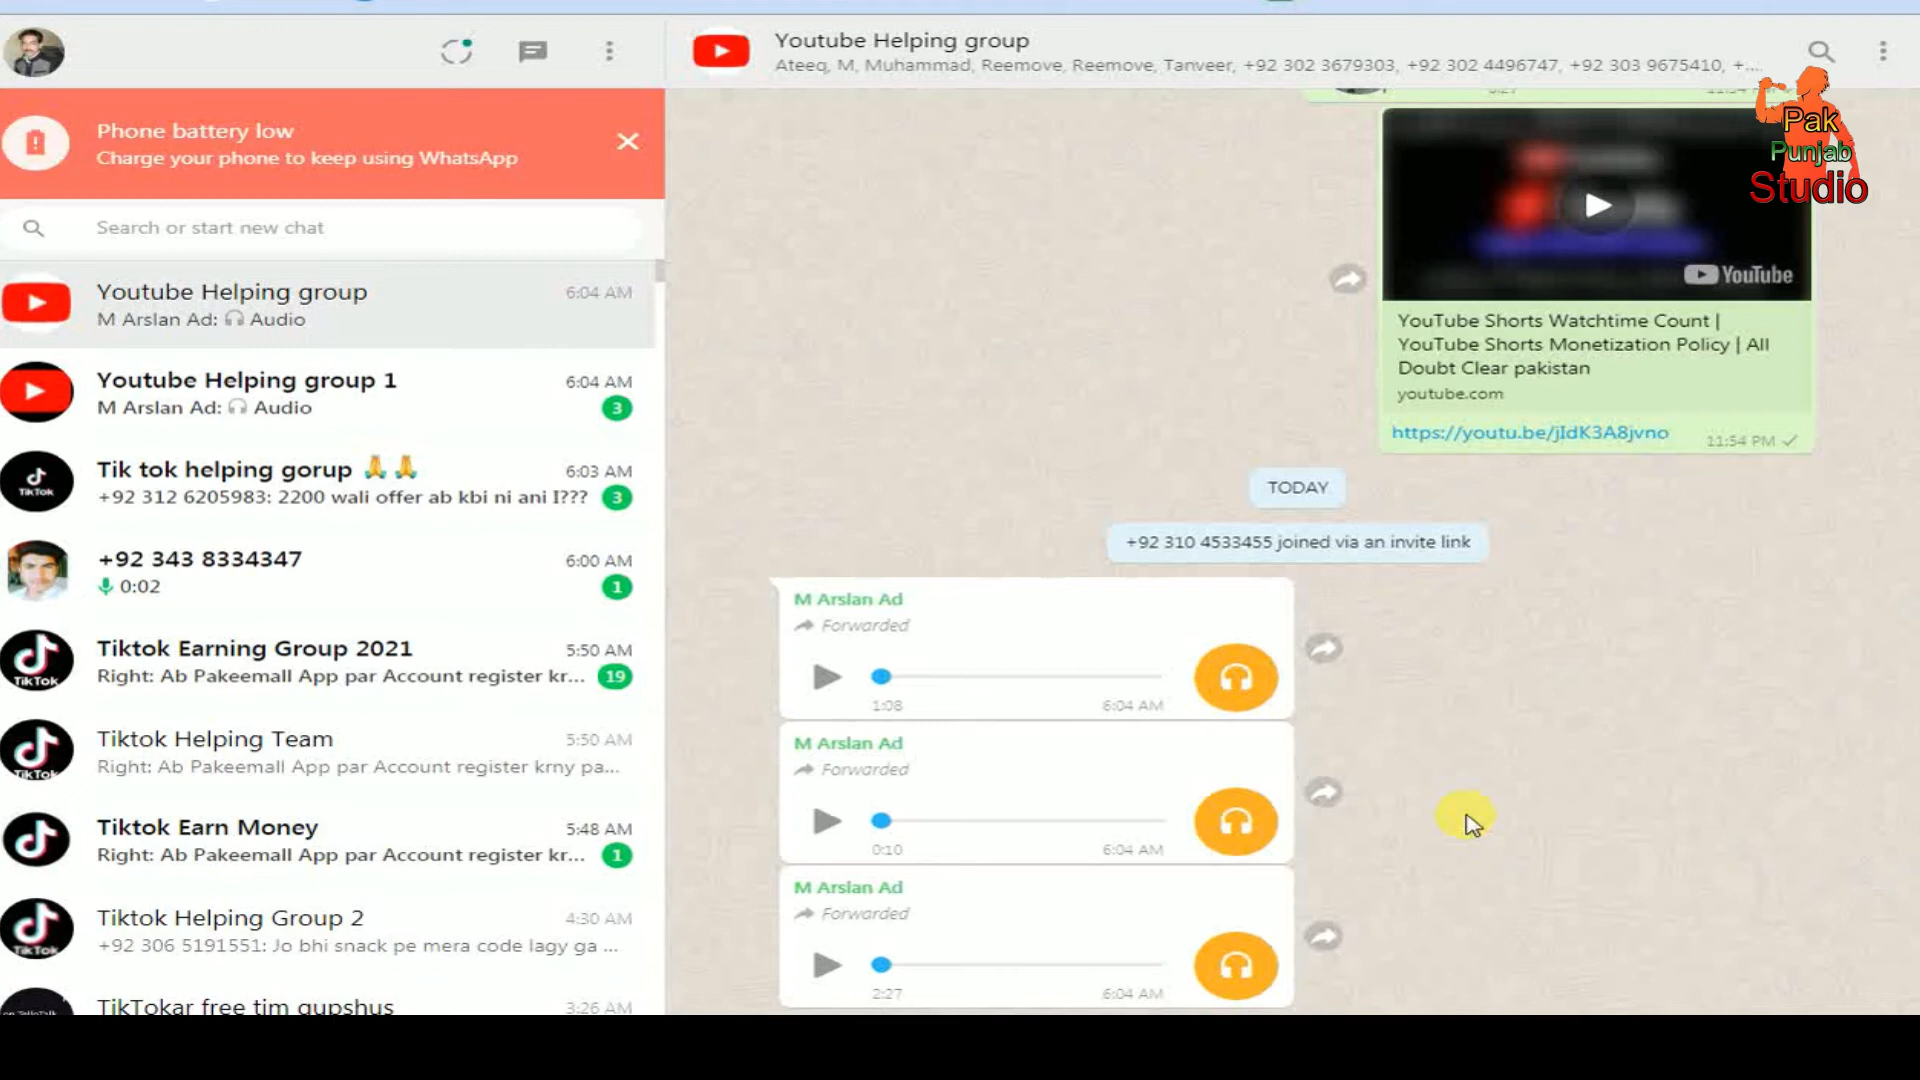 Youtube Helping group
Ateeq, M, Muhammad, Reemove, Reemove, Tanveer, +92 302 3679303, +92 302 4496747, +92 303 9675410, +....
Phone battery low
Charge your phone to keep using WhatsApp
Search or start new chat
Youtube Helping group
6:04 AM
M Arslan Ad: Audio
Youtube Helping group 1
6:04 AM
M Arslan Ad: Audio
3
Tik tok helping gorup 🙏🙏
6:03 AM
+92 312 6205983: 2200 wali offer ab kbi ni ani I???
3
TikTok
+92 343 8334347
6:00 AM
0:02
1
Tiktok Earning Group 2021
5:50 AM
Right: Ab Pakeemall App par Account register kr...
19
TikTok
Tiktok Helping Team
5:50 AM
Right: Ab Pakeemall App par Account register krny pa...
TikTok
Tiktok Earn Money
5:48 AM
Right: Ab Pakeemall App par Account register kr...
1
Tiktok Helping Group 2
4:30 AM
+92 306 5191551: Jo bhi snack pe mera code lagy ga ...
TikTok
TikTokar free tim gupshus
3:26 AM
Pak
Punjab
Studio
YouTube
YouTube Shorts Watchtime Count |
YouTube Shorts Monetization Policy | All
Doubt Clear pakistan
youtube.com
https://youtu.be/jIdK3A8jvno
11:54 PM
TODAY
+92 310 4533455 joined via an invite link
M Arslan Ad
Forwarded
1:08
6:04 AM
M Arslan Ad
Forwarded
0:10
6:04 AM
M Arslan Ad
Forwarded
2:27
6:04 AM